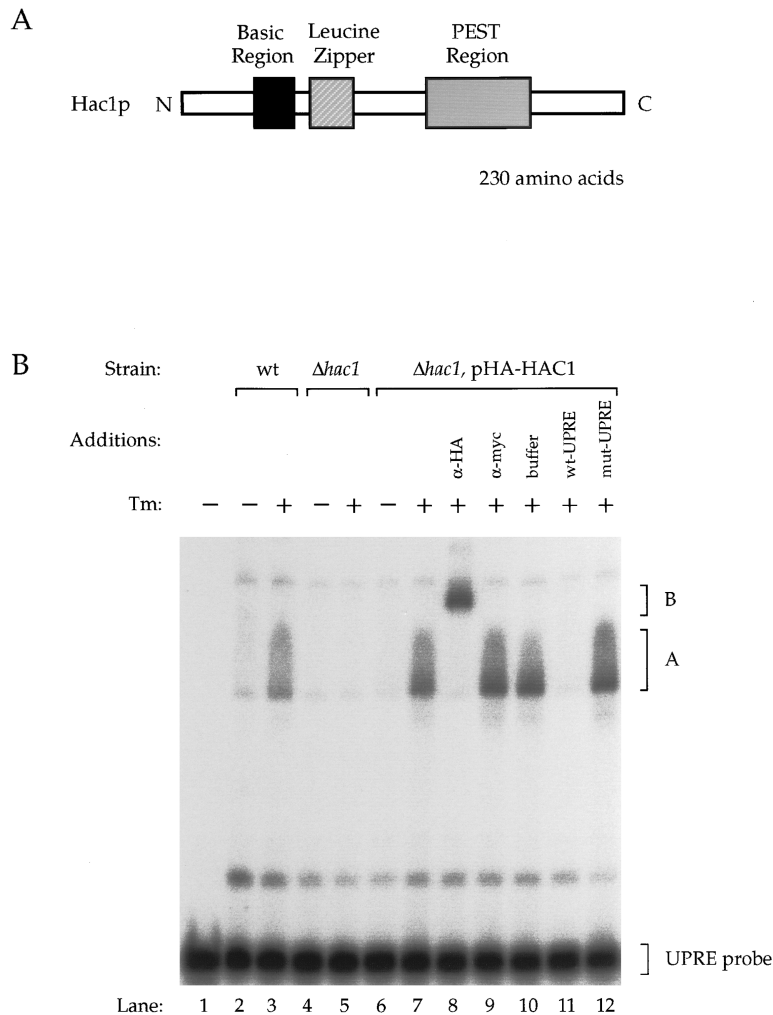 A
Basic Region
Leucine Zipper
PEST Region
Hac1p N C
230 amino acids
B
Strain: wt Δhac1 Δhac1, pHA-HAC1
Additions: α-HA α-myc buffer wt-UPRE mut-UPRE
Tm: − − + − + − + + + + + +
B
A
UPRE probe
Lane: 1 2 3 4 5 6 7 8 9 10 11 12